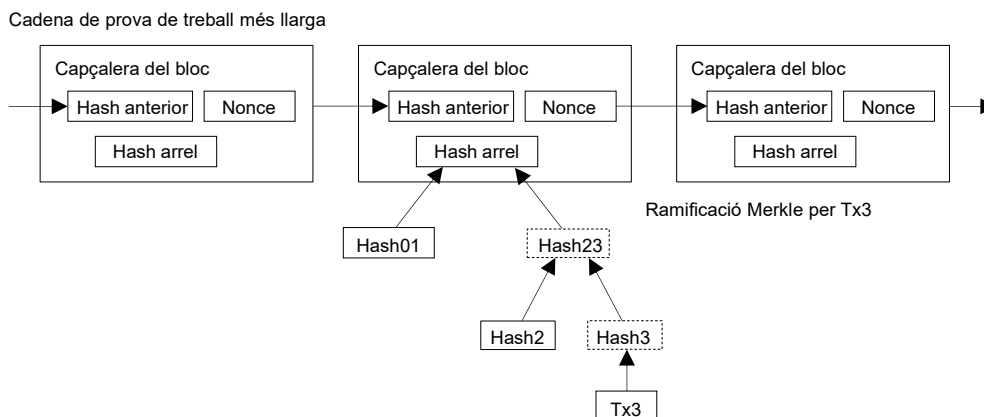 Cadena de prova de treball més llarga
Capçalera del bloc
Hash anterior
Nonce
Hash arrel
Capçalera del bloc
Hash anterior
Nonce
Hash arrel
Capçalera del bloc
Hash anterior
Nonce
Hash arrel
Ramificació Merkle per Tx3
Hash01
Hash23
Hash2
Hash3
Tx3